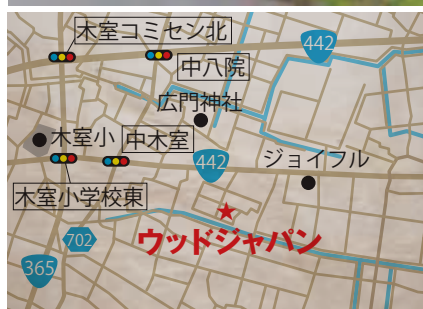 木室コミセン北
442
中八院
広門神社
木室小
中木室
442
ジョイフル
木室小学校東
702
ウッドジャパン
365